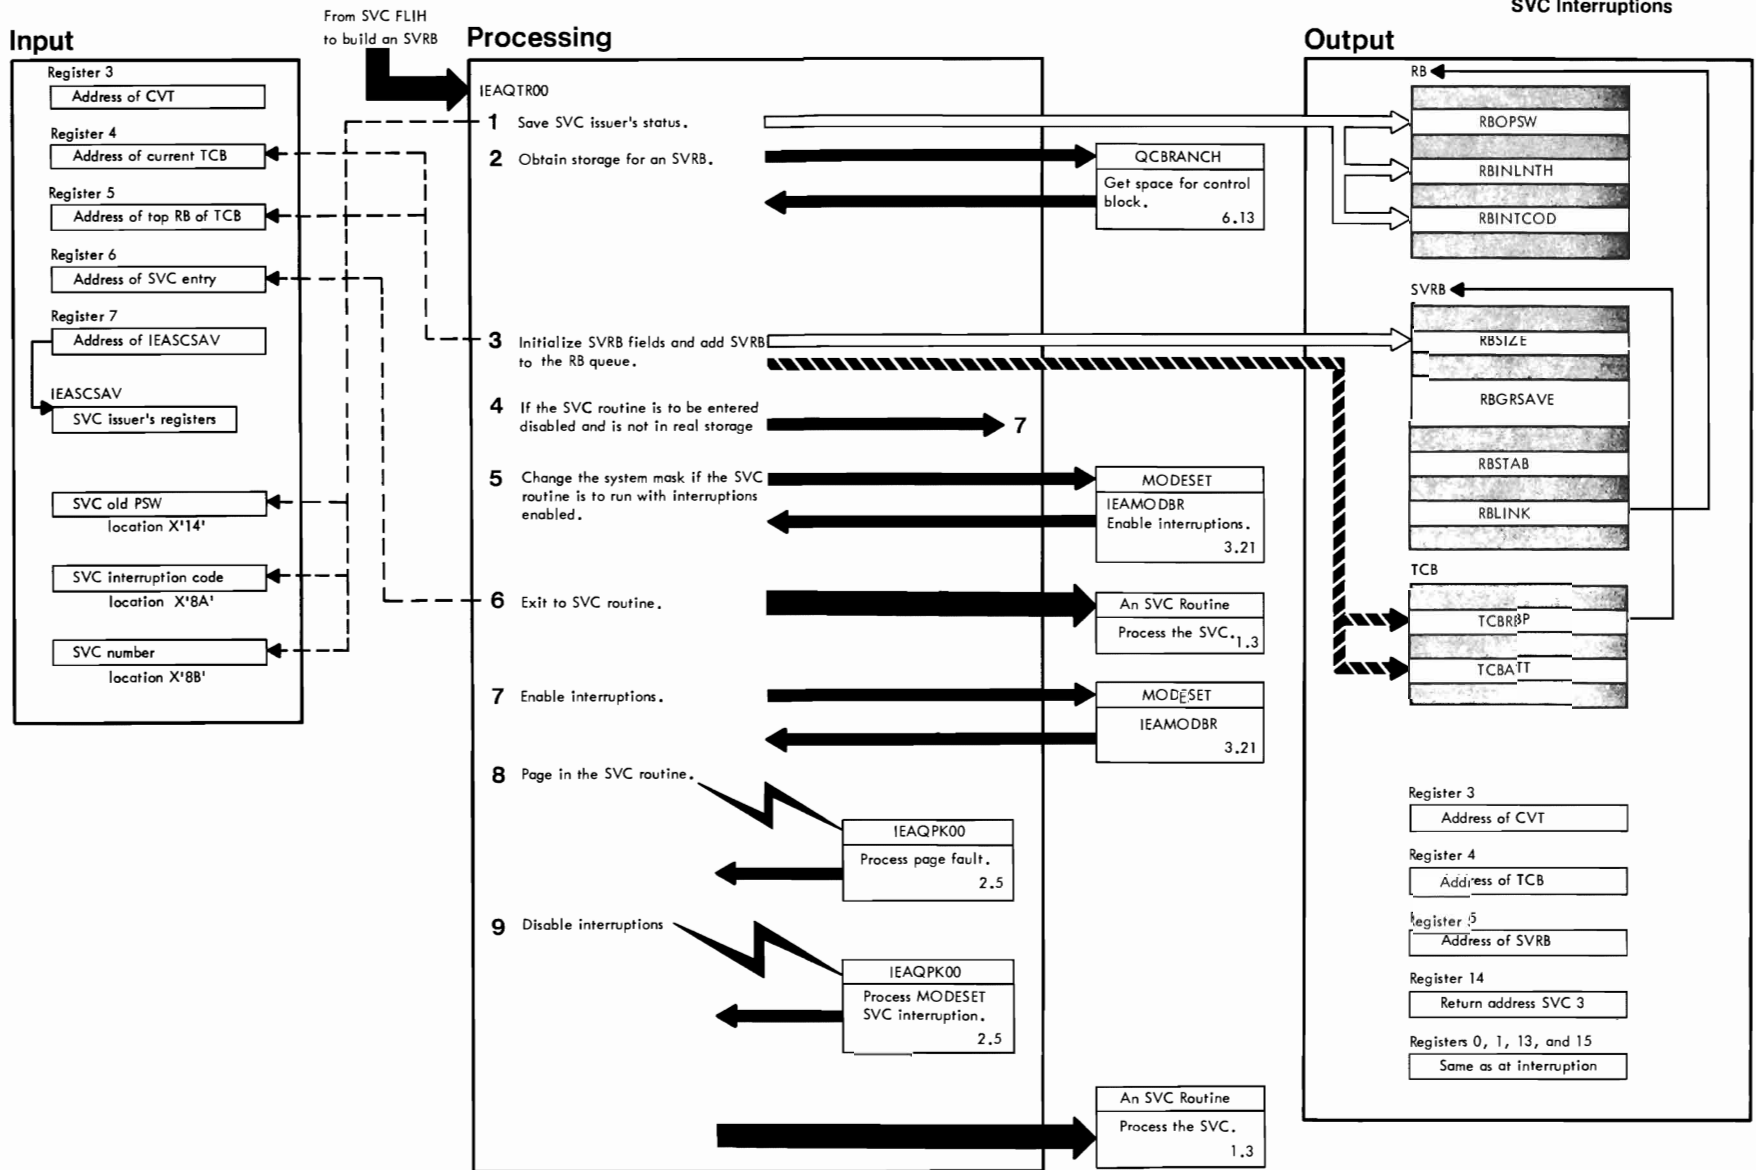 SVC Interruptions
From SVC FLIH
to build an SVRB
Input
Register 3
Address of CVT
Register 4
Address of current TCB
Register 5
Address of top RB of TCB
Register 6
Address of SVC entry
Register 7
Address of IEASCSAV
IEASCSAV
SVC issuer's registers
SVC old PSW
location X'14'
SVC interruption code
location X'8A'
SVC number
location X'8B'
Processing
IEAQTR00
1 Save SVC issuer's status.
2 Obtain storage for an SVRB.
QCBRANCH
Get space for control
block.
6.13
3 Initialize SVRB fields and add SVRB
to the RB queue.
4 If the SVC routine is to be entered
disabled and is not in real storage
7
5 Change the system mask if the SVC
routine is to run with interruptions
enabled.
MODESET
IEAMODBR
Enable interruptions.
3.21
6 Exit to SVC routine.
An SVC Routine
Process the SVC.
1.3
7 Enable interruptions.
MODESET
IEAMODBR
3.21
8 Page in the SVC routine.
IEAQPK00
Process page fault.
2.5
9 Disable interruptions
IEAQPK00
Process MODESET
SVC interruption.
2.5
An SVC Routine
Process the SVC.
1.3
Output
RB
RBOPSW
RBINLNTH
RBINTCOD
SVRB
RBSIZE
RBGRSAVE
RBSTAB
RBLINK
TCB
TCBRBP
TCBATT
Register 3
Address of CVT
Register 4
Address of TCB
Register 5
Address of SVRB
Register 14
Return address SVC 3
Registers 0, 1, 13, and 15
Same as at interruption